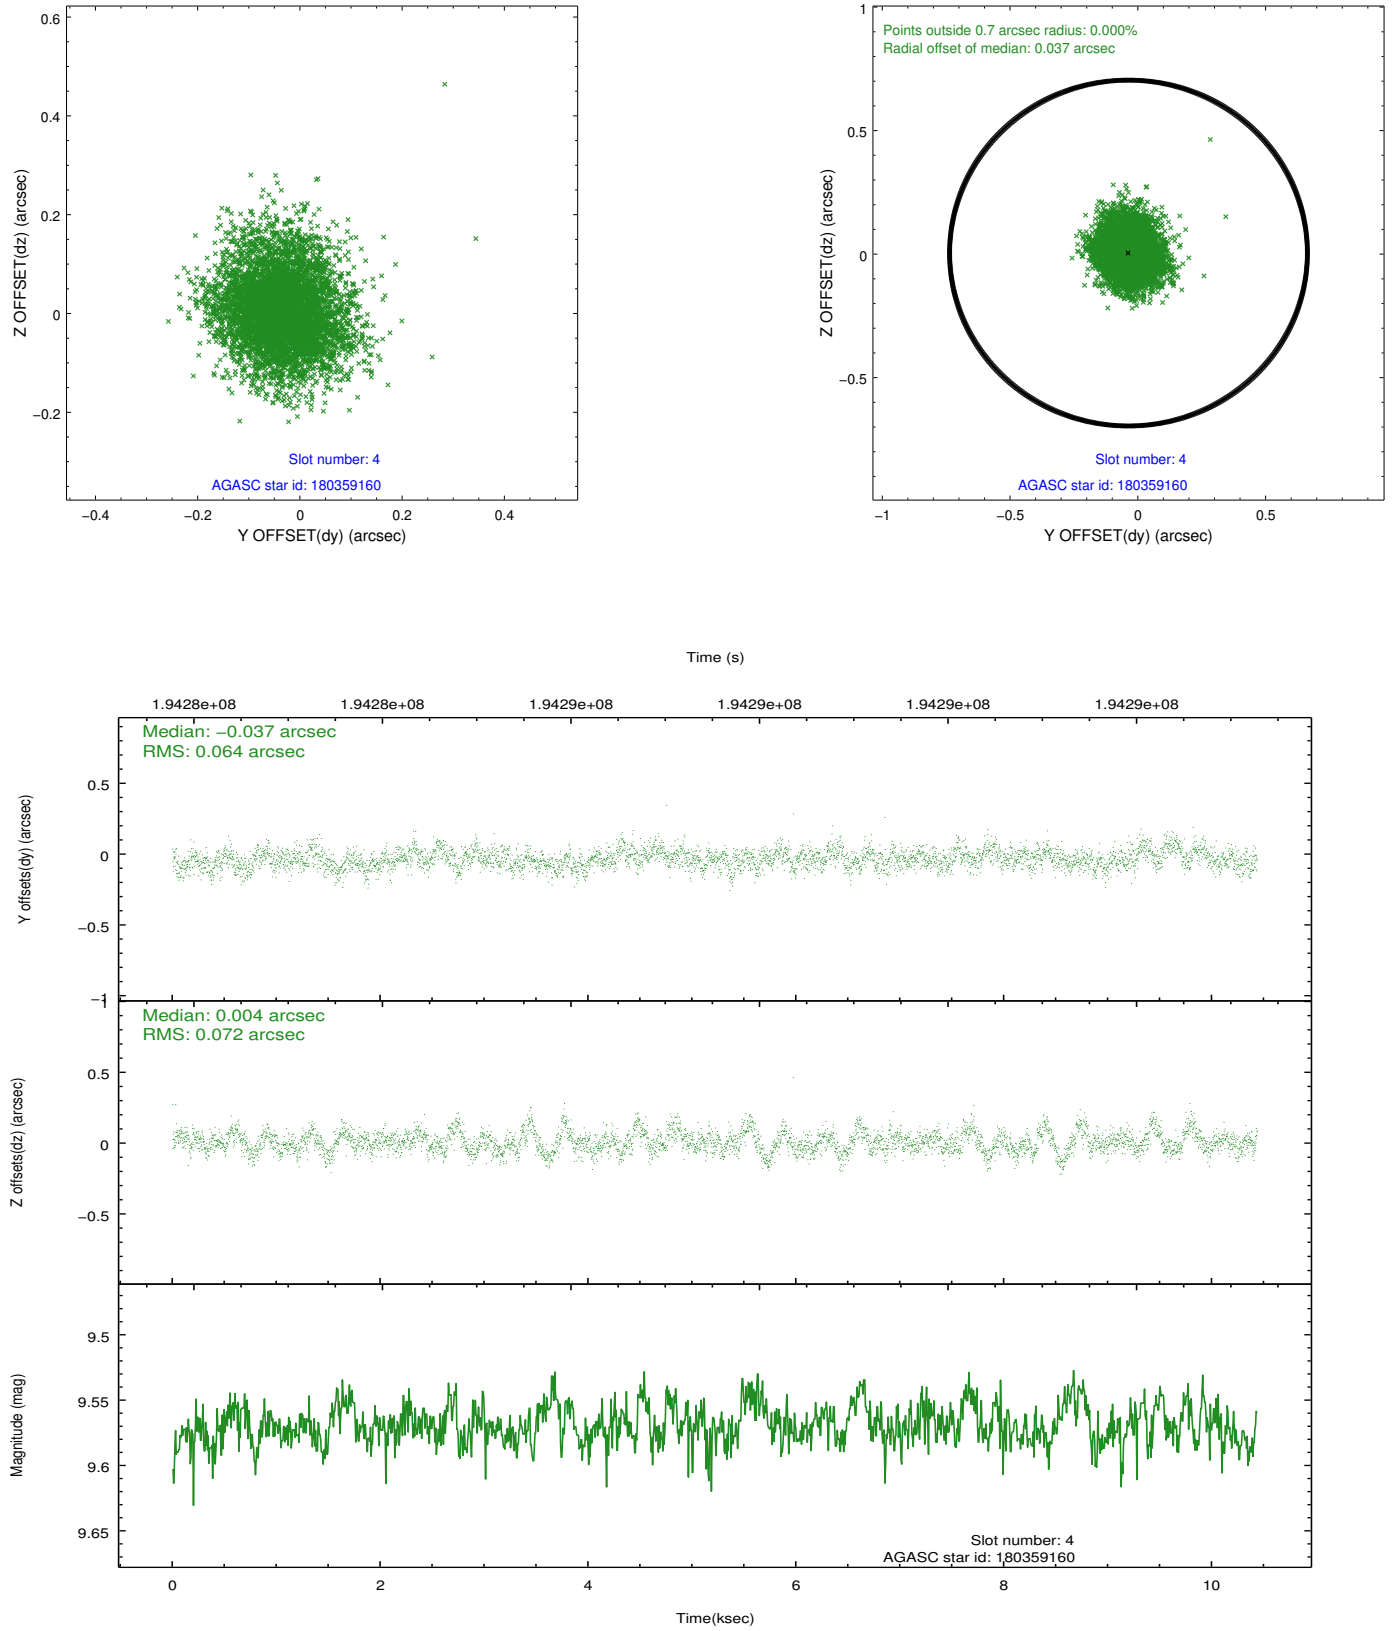 0.6
0.4
0.2
0
−0.2
−0.4
−0.2
0
0.2
0.4
Z OFFSET(dz) (arcsec)
Y OFFSET(dy) (arcsec)
Slot number: 4
AGASC star id: 180359160
Points outside 0.7 arcsec radius: 0.000%
Radial offset of median: 0.037 arcsec
1
0.5
0
−0.5
−1
−0.5
0
0.5
Z OFFSET(dz) (arcsec)
Y OFFSET(dy) (arcsec)
Slot number: 4
AGASC star id: 180359160
Time (s)
1.9428e+08 1.9428e+08 1.9429e+08 1.9429e+08 1.9429e+08 1.9429e+08
Median: −0.037 arcsec
RMS: 0.064 arcsec
0.5
0
−0.5
−1
Y offsets(dy) (arcsec)
Median: 0.004 arcsec
RMS: 0.072 arcsec
1
0.5
0
−0.5
Z offsets(dz) (arcsec)
9.5
9.55
9.6
9.65
Magnitude (mag)
Slot number: 4
AGASC star id: 180359160
0 2 4 6 8 10
Time(ksec)